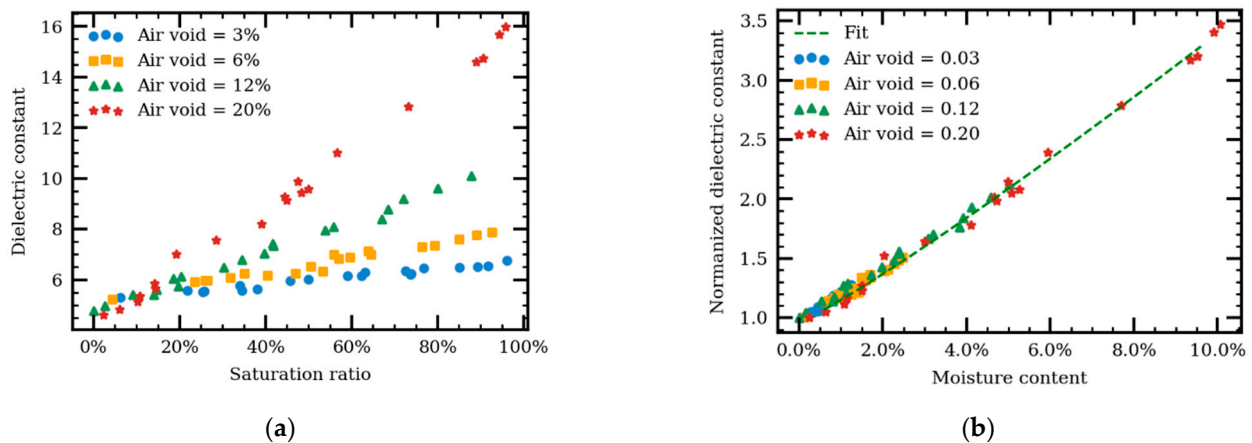 16
14
12
10
8
6
4
Dielectric constant
Air void = 3%
Air void = 6%
Air void = 12%
Air void = 20%
0% 20% 40% 60% 80% 100%
Saturation ratio
(a)
3.5
3.0
2.5
2.0
1.5
1.0
Normanized dielectric constant
Fit
Air void = 0.03
Air void = 0.06
Air void = 0.12
Air void = 0.20
0.0% 2.0% 4.0% 6.0% 8.0% 10.0%
Moisture content
(b)